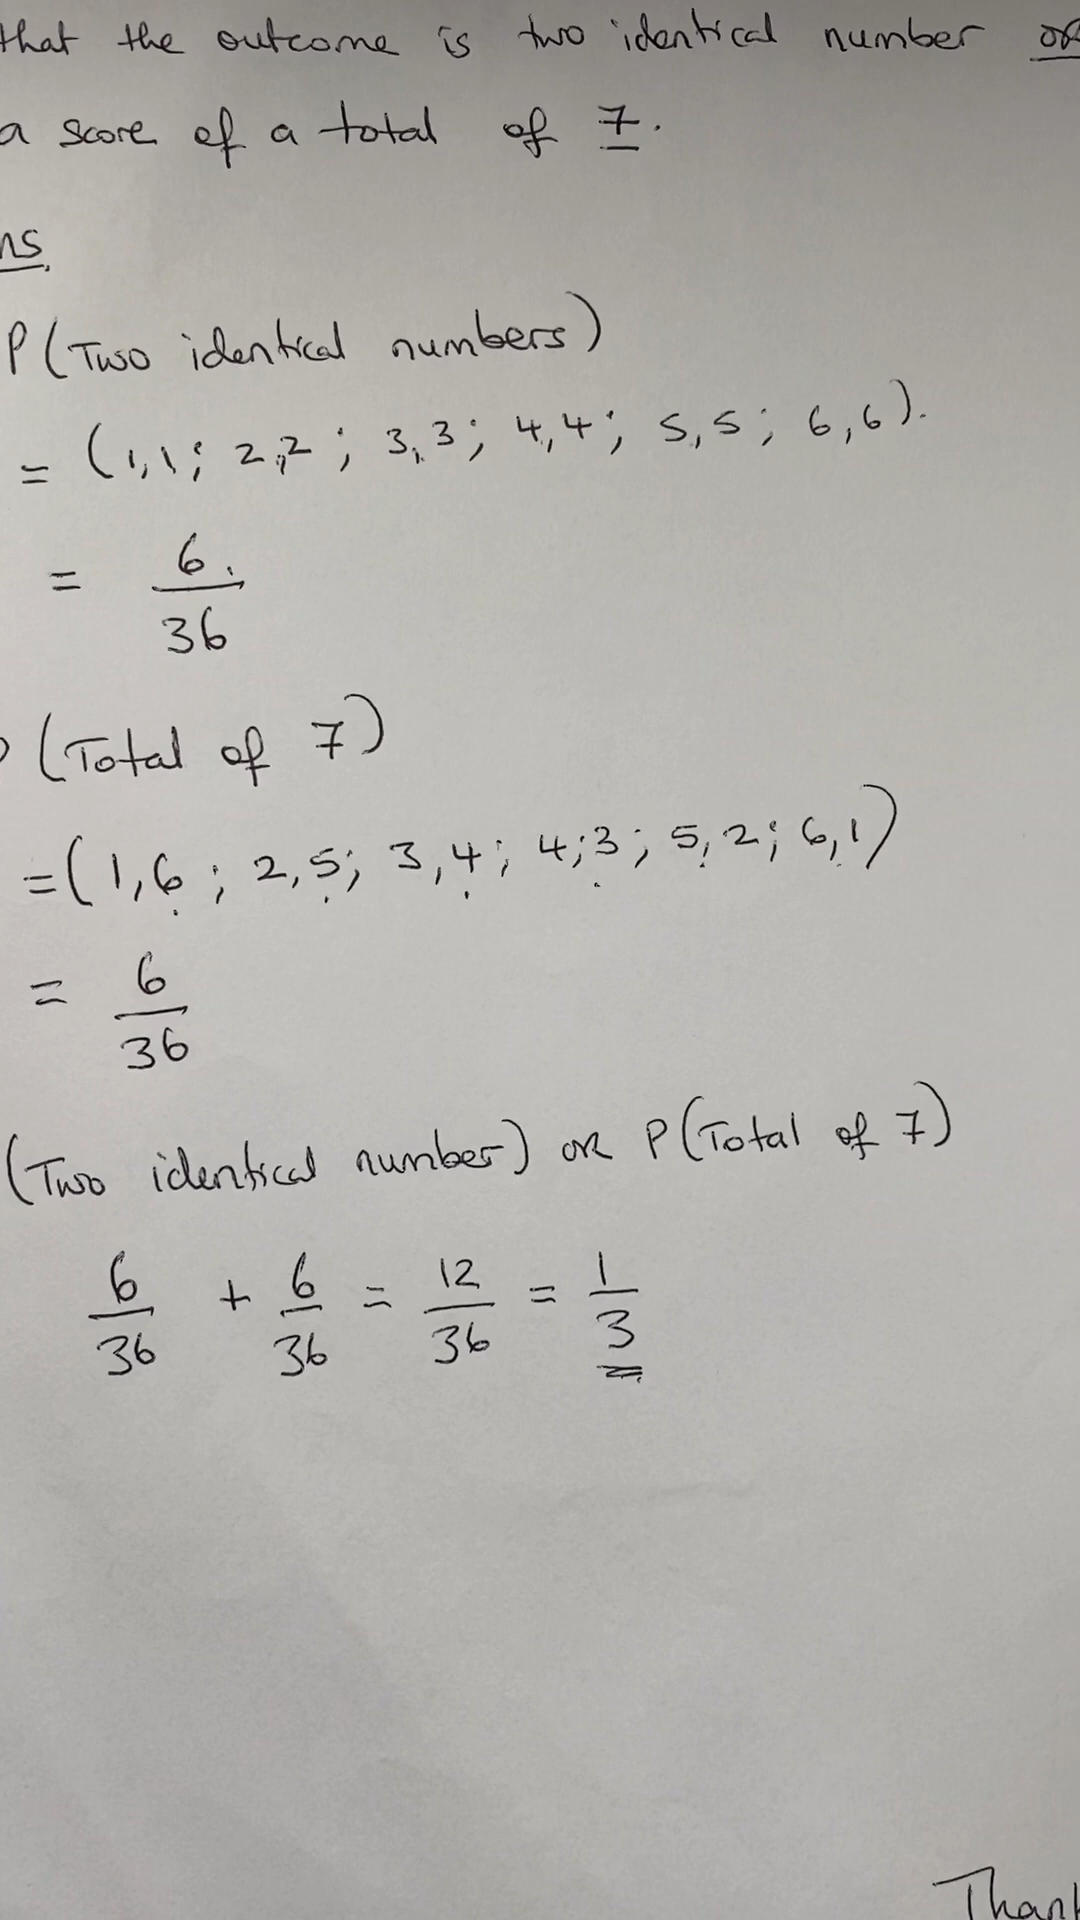 that the outcome is two identical number or
a score of a total of 7.
ns.
P (Two identical numbers)
= (1,1; 2,2; 3,3; 4,4; 5,5; 6,6).
= 6/36
(Total of 7)
= (1,6; 2,5; 3,4; 4;3; 5,2; 6,1)
= 6/36
(Two identical number) OR P(Total of 7)
6/36 + 6/36 = 12/36 = 1/3
Thank